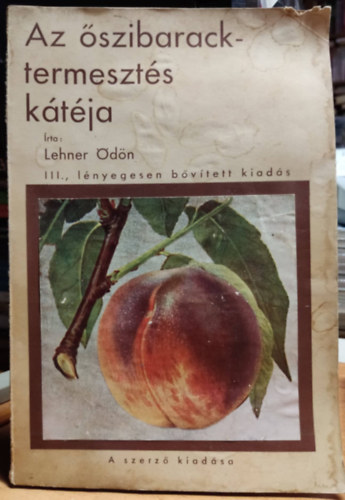 Az őszibarack-
termesztés
kátéja
Írta:
Lehner Ödön
III., lényegesen bővített kiadás
A szerző kiadása